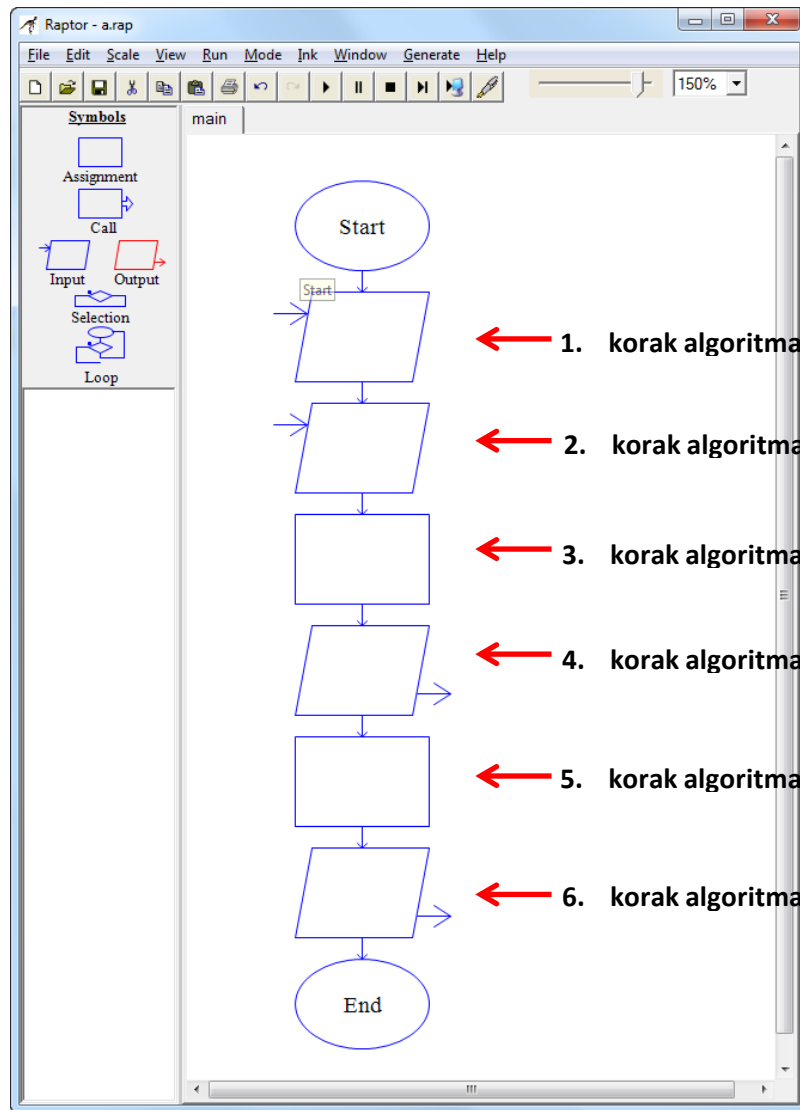 Raptor - a.rap
File Edit Scale View Run Mode Ink Window Generate Help
150%
Symbols
main
Assignment
Call
Input Output
Selection
Loop
Start
Start
1. korak algoritma
2. korak algoritma
3. korak algoritma
4. korak algoritma
5. korak algoritma
6. korak algoritma
End